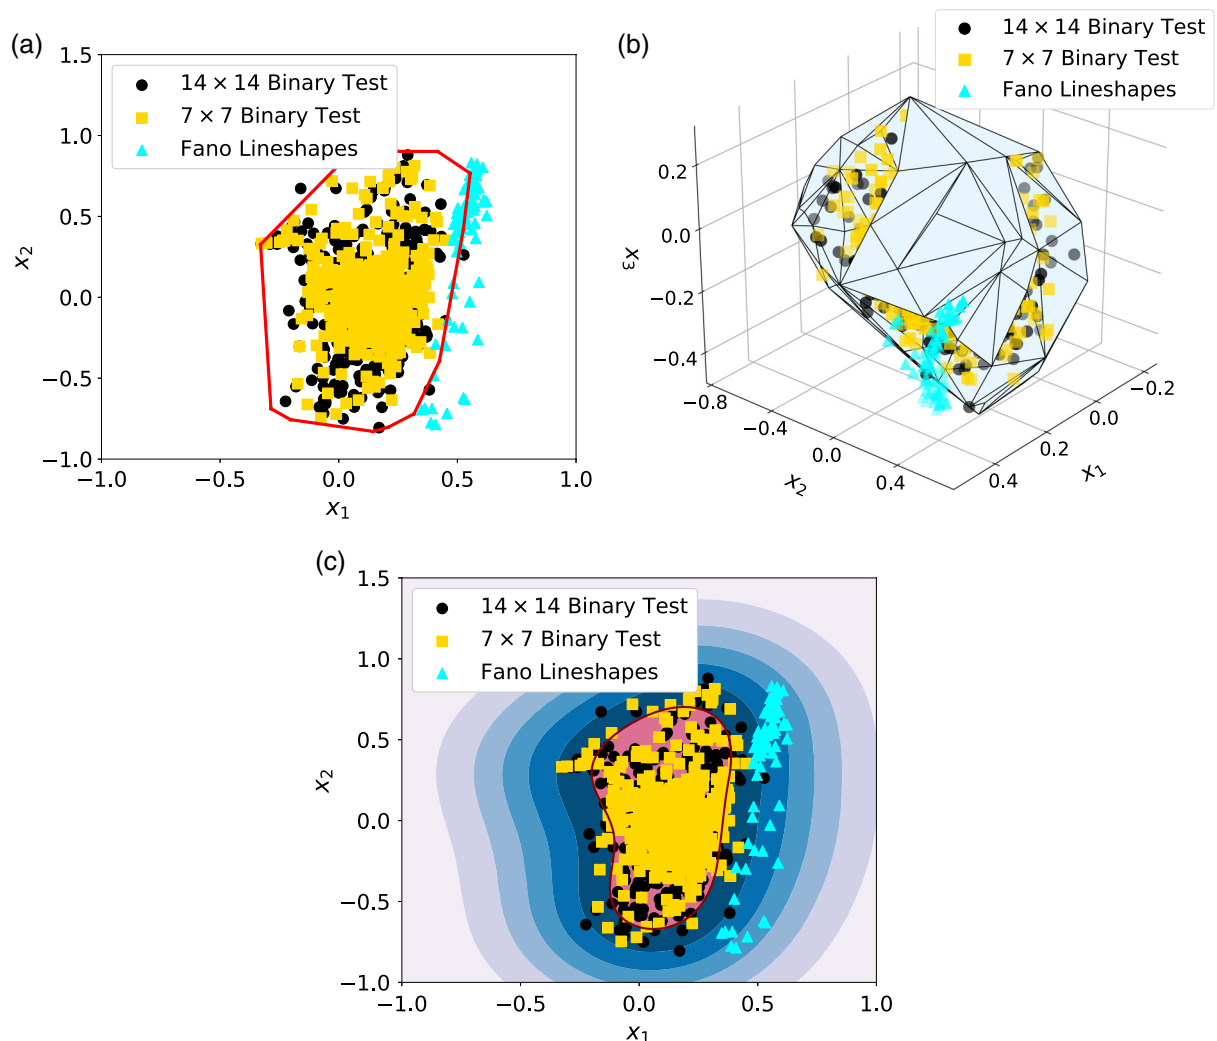 (a)
14 × 14 Binary Test
7 × 7 Binary Test
Fano Lineshapes
1.5
1.0
0.5
0.0
−0.5
−1.0
x₂
−1.0
−0.5
0.0
0.5
1.0
x₁
(b)
14 × 14 Binary Test
7 × 7 Binary Test
Fano Lineshapes
0.2
0.0
−0.2
−0.4
x₃
−0.8
−0.4
0.0
0.4
x₂
0.4
0.2
0.0
−0.2
x₁
(c)
14 × 14 Binary Test
7 × 7 Binary Test
Fano Lineshapes
1.5
1.0
0.5
0.0
−0.5
−1.0
x₂
−1.0
−0.5
0.0
0.5
1.0
x₁